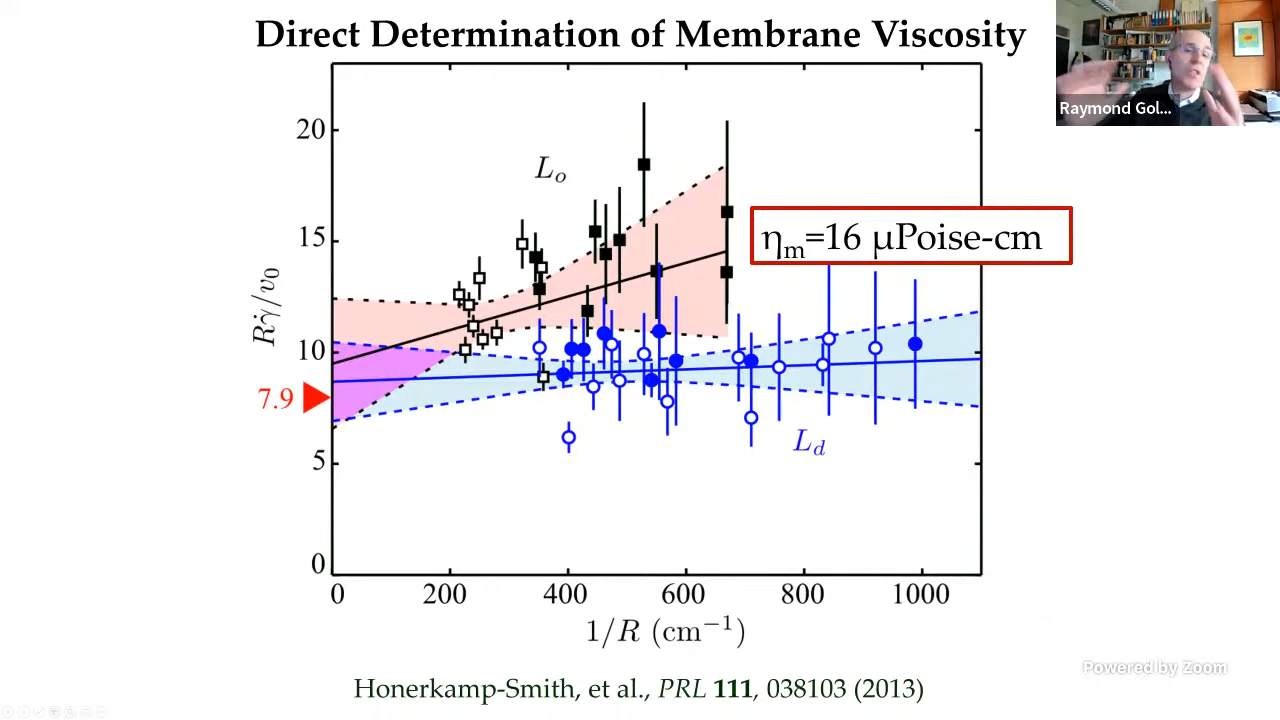 Direct Determination of Membrane Viscosity
Raymond Gol...
20
15
10
5
0
7.9
Rγ̇/v₀
Lₒ
L_d
ηₘ=16 μPoise-cm
0 200 400 600 800 1000
1/R (cm⁻¹)
Powered by Zoom
Honerkamp-Smith, et al., PRL 111, 038103 (2013)